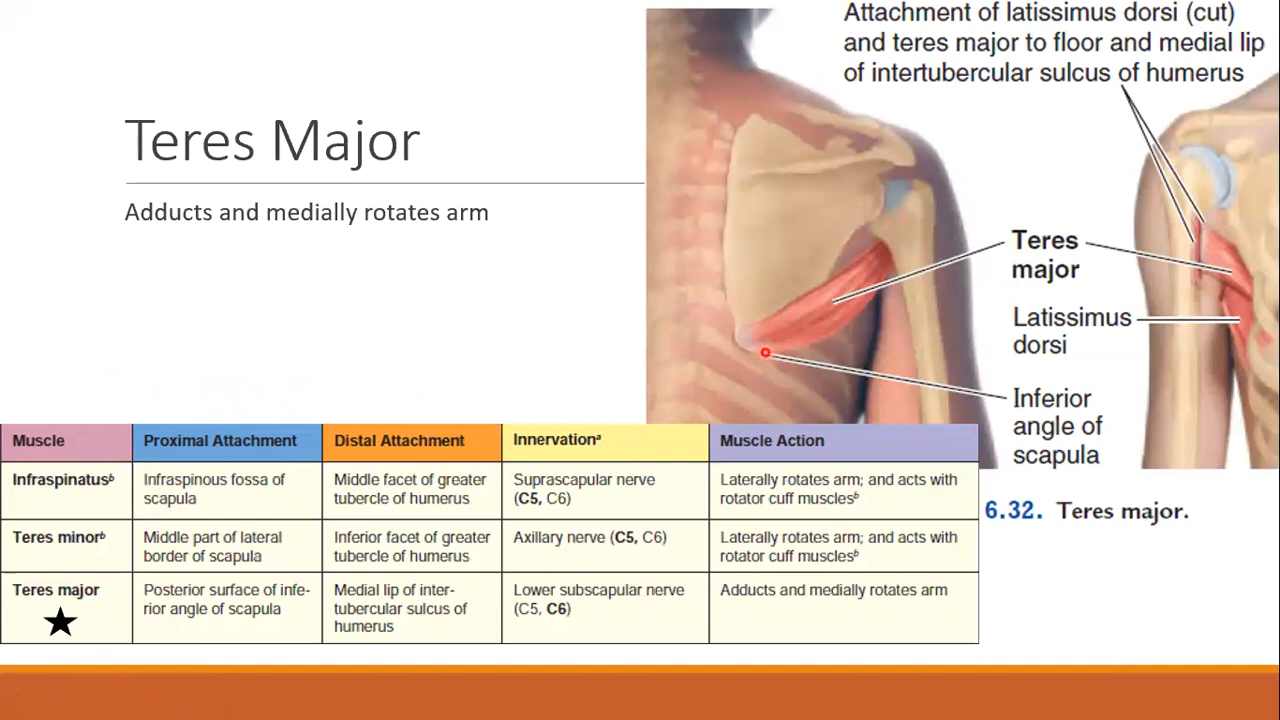 Teres Major
Adducts and medially rotates arm
Attachment of latissimus dorsi (cut)
and teres major to floor and medial lip
of intertubercular sulcus of humerus
Teres
major
Latissimus
dorsi
Inferior
angle of
scapula
6.32. Teres major.
Muscle Proximal Attachment Distal Attachment Innervationᵃ Muscle Action
Infraspinatusᵇ Infraspinous fossa of Middle facet of greater Suprascapular nerve Laterally rotates arm; and acts with
scapula tubercle of humerus (C5, C6) rotator cuff musclesᵇ
Teres minorᵇ Middle part of lateral Inferior facet of greater Axillary nerve (C5, C6) Laterally rotates arm; and acts with
border of scapula tubercle of humerus rotator cuff musclesᵇ
Teres major Posterior surface of infe- Medial lip of inter- Lower subscapular nerve Adducts and medially rotates arm
rior angle of scapula tubercular sulcus of (C5, C6)
humerus